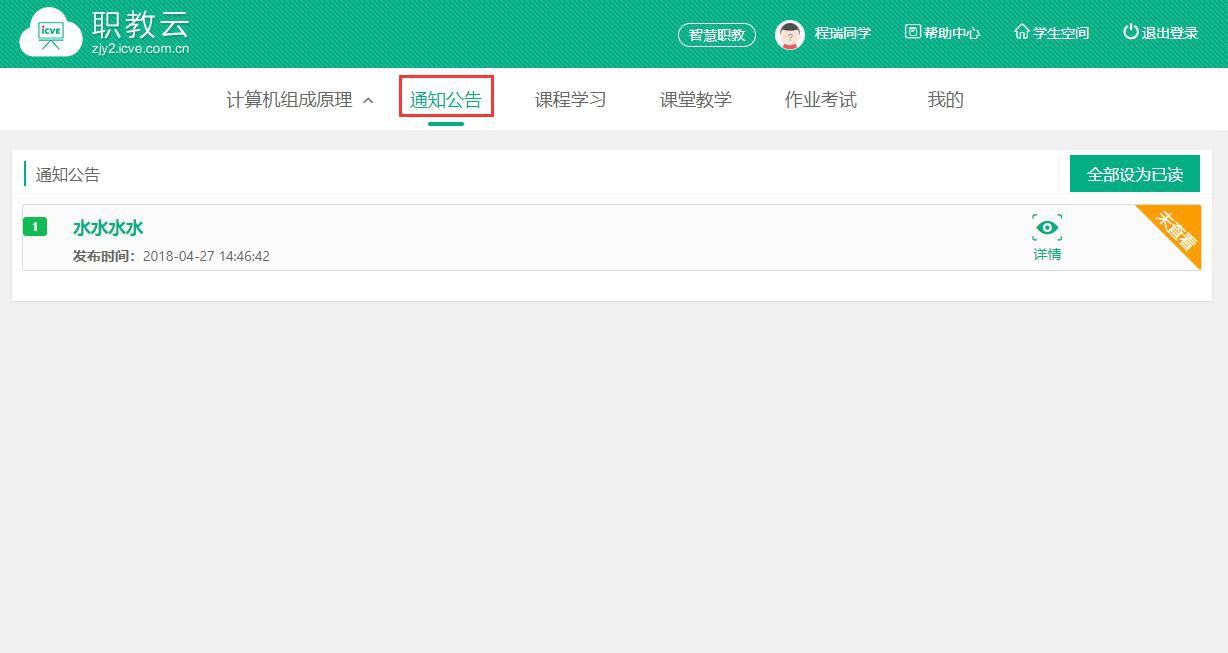 icve
职教云
zjy2.icve.com.cn
智慧职教
程瑞同学
帮助中心
学生空间
退出登录
计算机组成原理
通知公告
课程学习
课堂教学
作业考试
我的
通知公告
全部设为已读
1
水水水水
发布时间：2018-04-27 14:46:42
详情
未查看